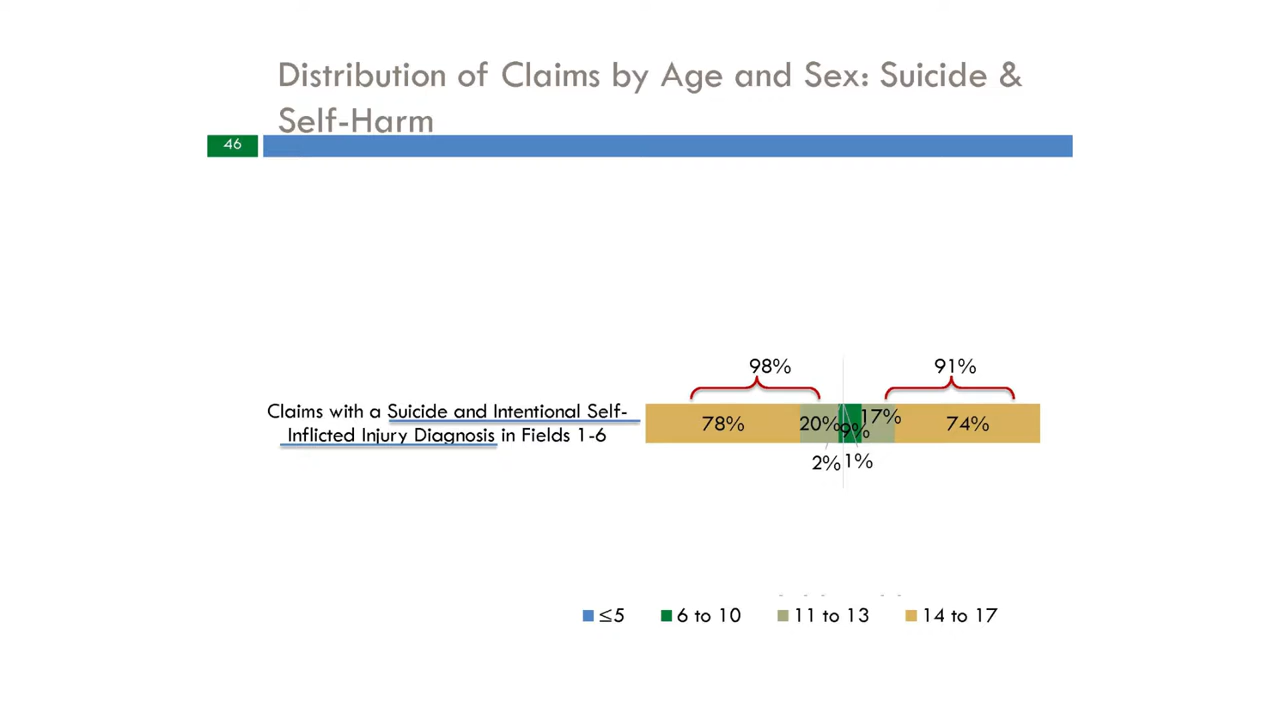 Distribution of Claims by Age and Sex: Suicide &
Self-Harm
46
98% 91%
Claims with a Suicide and Intentional Self-
Inflicted Injury Diagnosis in Fields 1-6
78% 20% 9% 17% 74%
2% 1%
≤5 6 to 10 11 to 13 14 to 17